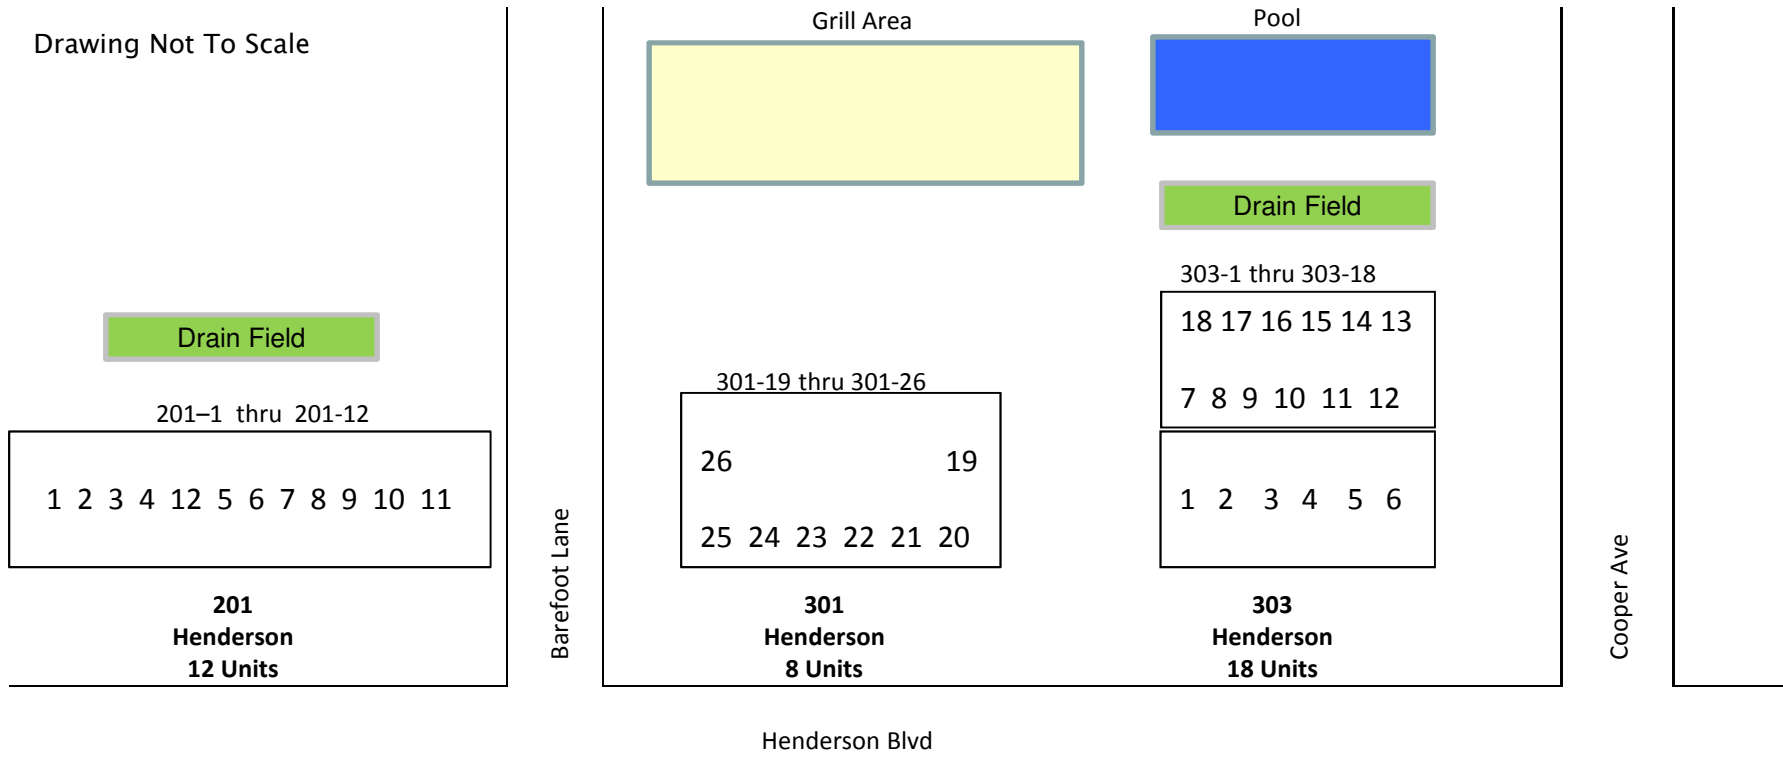 Drawing Not To Scale
Grill Area
Pool
Drain Field
303-1 thru 303-18
18 17 16 15 14 13
7 8 9 10 11 12
1 2 3 4 5 6
Drain Field
301-19 thru 301-26
26 19
25 24 23 22 21 20
201–1 thru 201-12
1 2 3 4 12 5 6 7 8 9 10 11
Barefoot Lane
Cooper Ave
201
Henderson
12 Units
301
Henderson
8 Units
303
Henderson
18 Units
Henderson Blvd